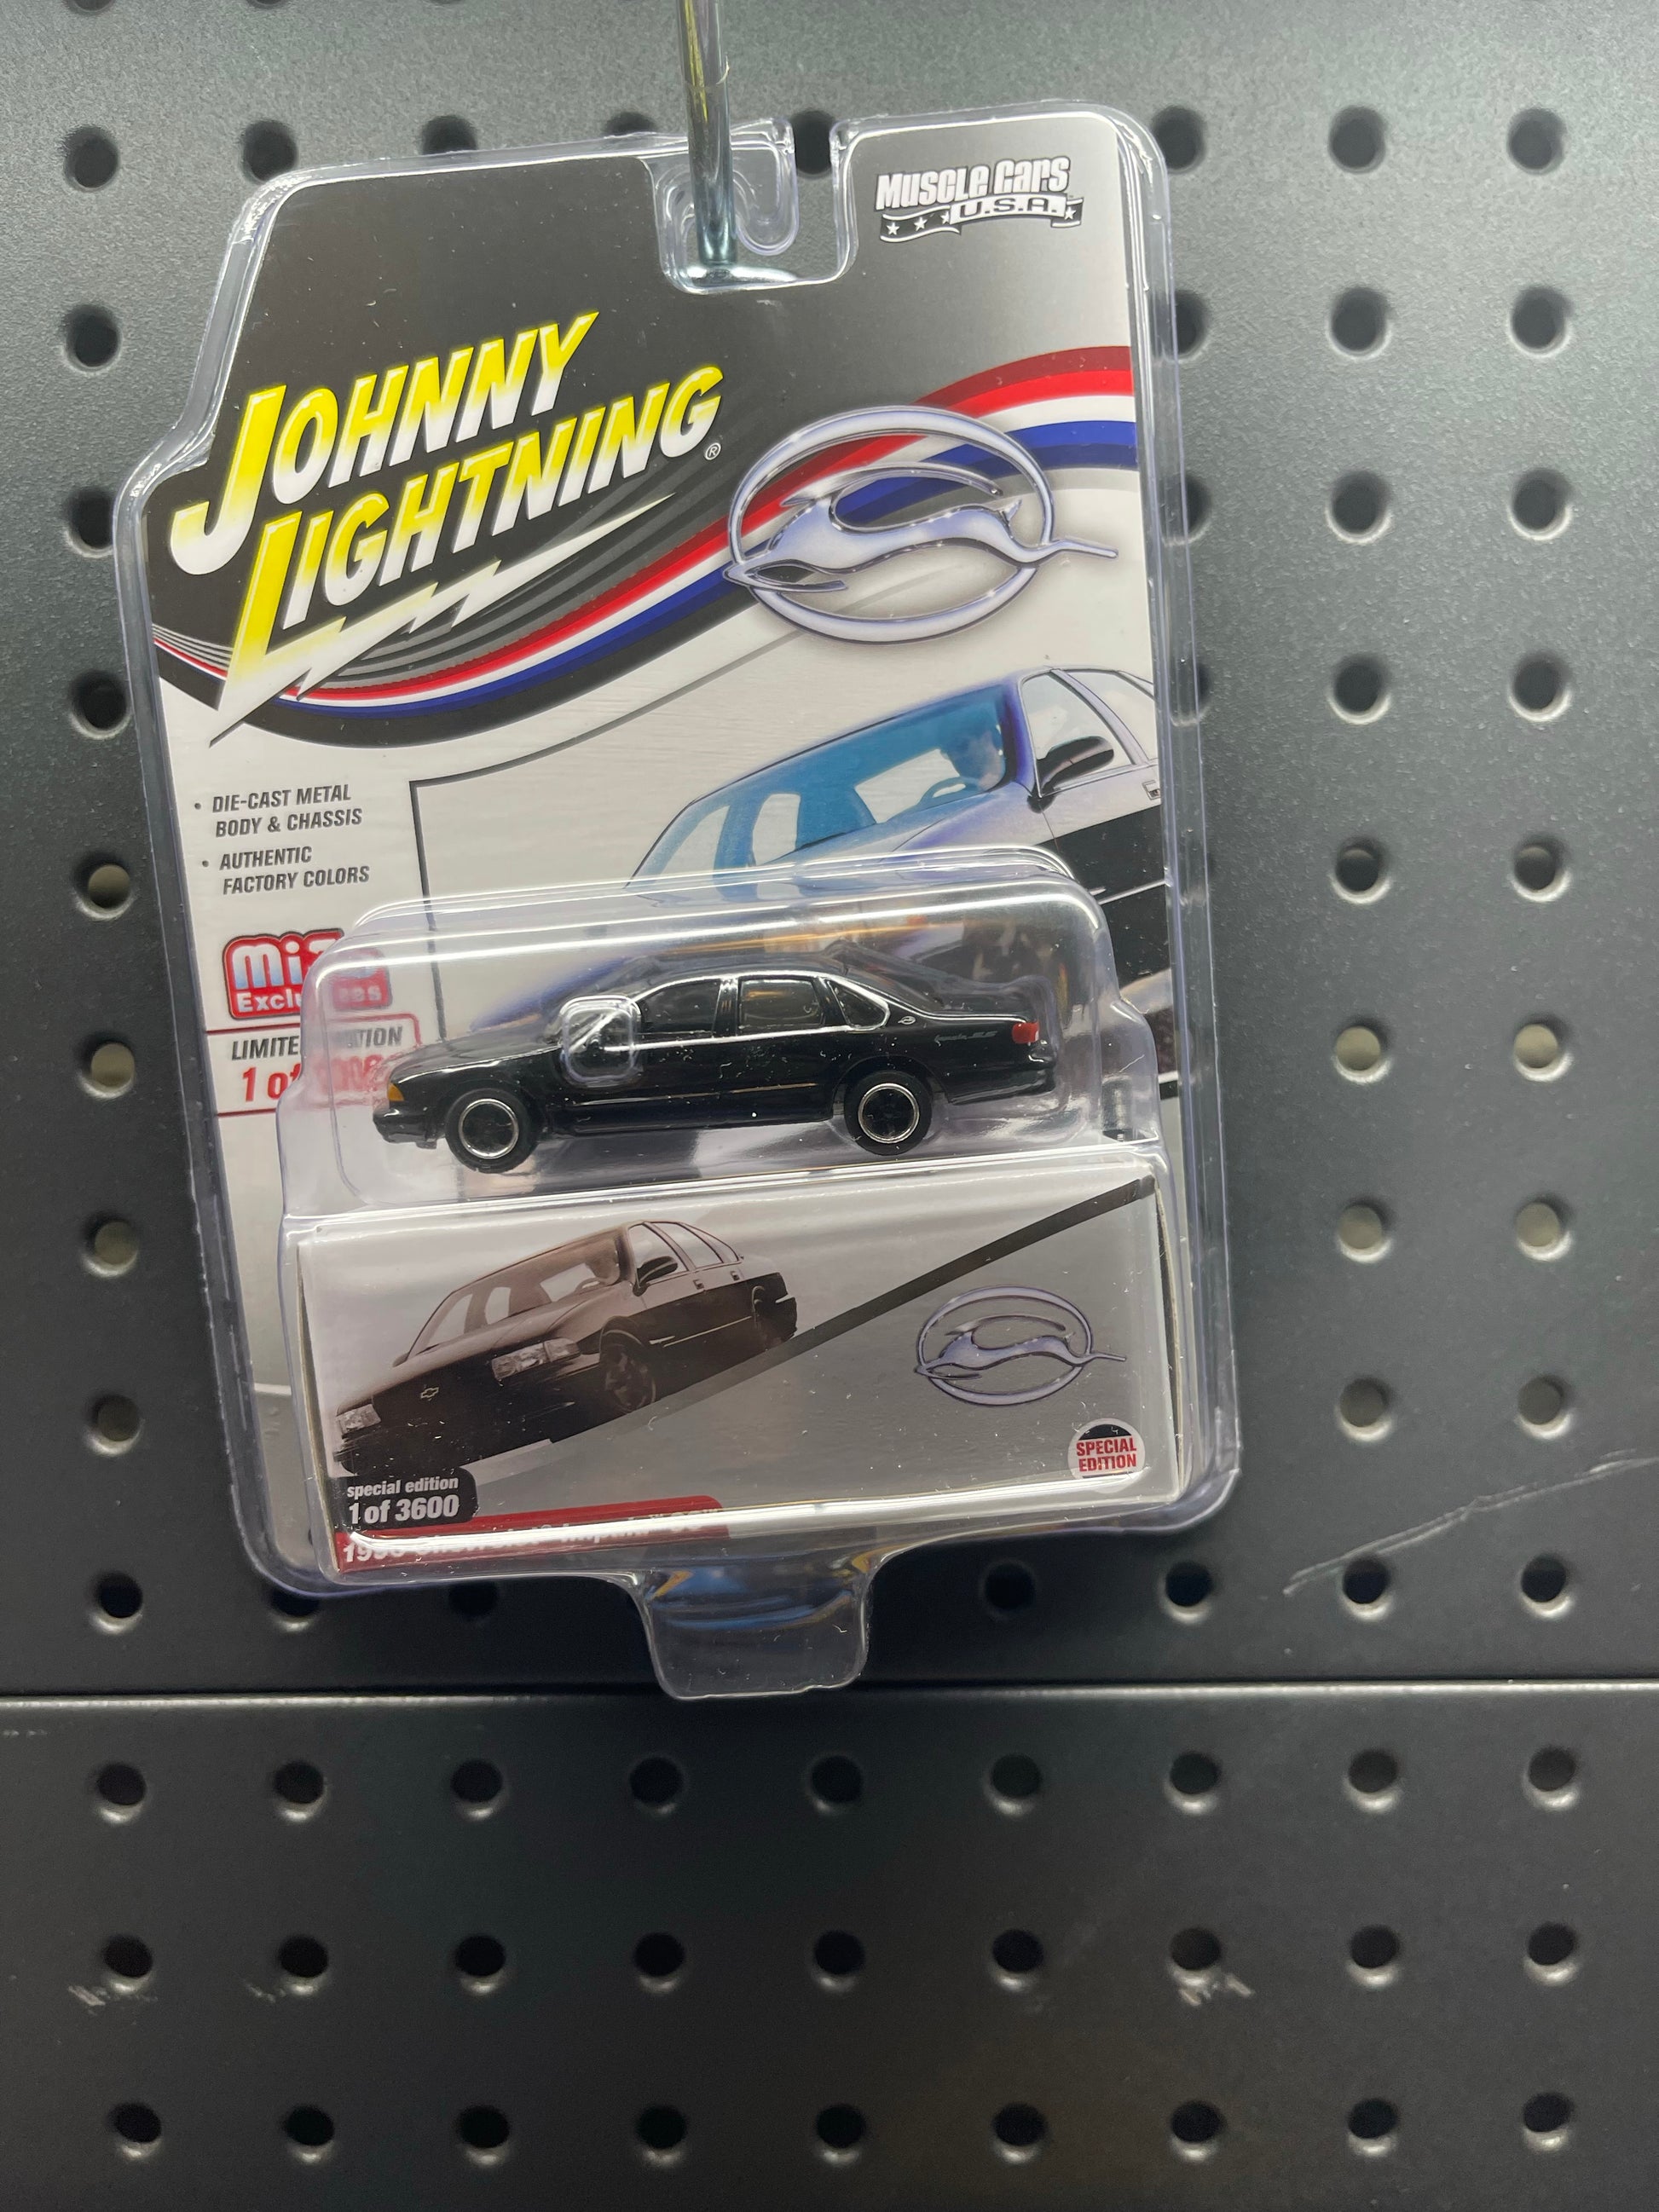 MUSCLE CARS
U.S.A.
JOHNNY
LIGHTNING®
• DIE-CAST METAL
BODY & CHASSIS
• AUTHENTIC
FACTORY COLORS
1 of
SPECIAL
EDITION
special edition
1 of 3600